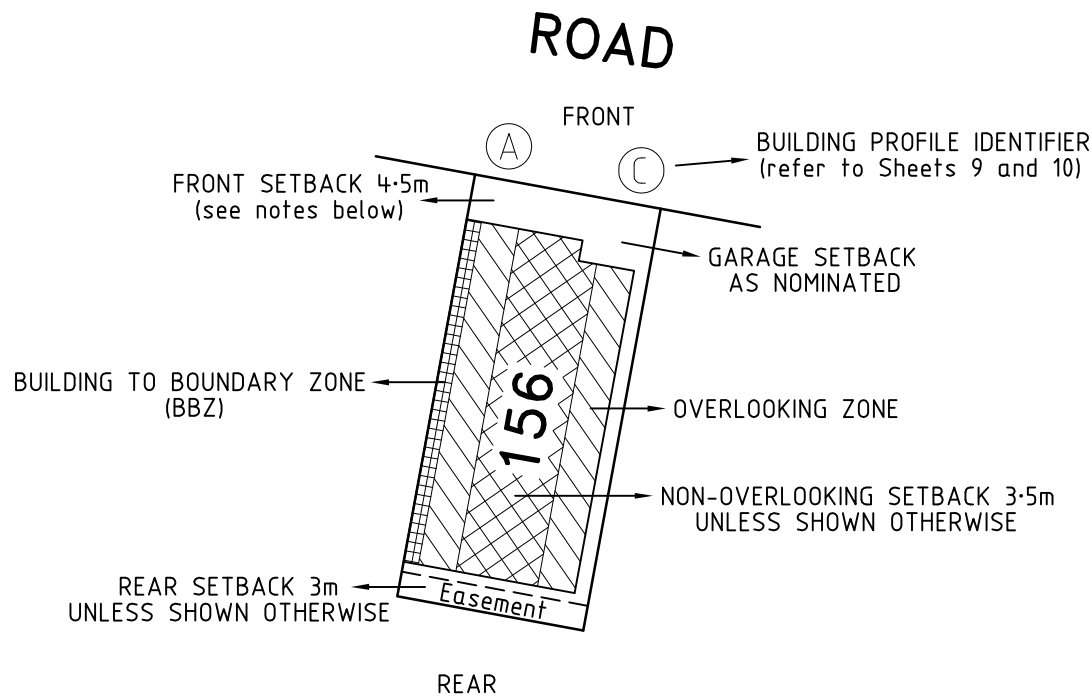 ROAD
FRONT
A
C
BUILDING PROFILE IDENTIFIER
(refer to Sheets 9 and 10)
FRONT SETBACK 4·5m
(see notes below)
GARAGE SETBACK
AS NOMINATED
BUILDING TO BOUNDARY ZONE
(BBZ)
156
OVERLOOKING ZONE
NON-OVERLOOKING SETBACK 3·5m
UNLESS SHOWN OTHERWISE
REAR SETBACK 3m
UNLESS SHOWN OTHERWISE
Easement
REAR